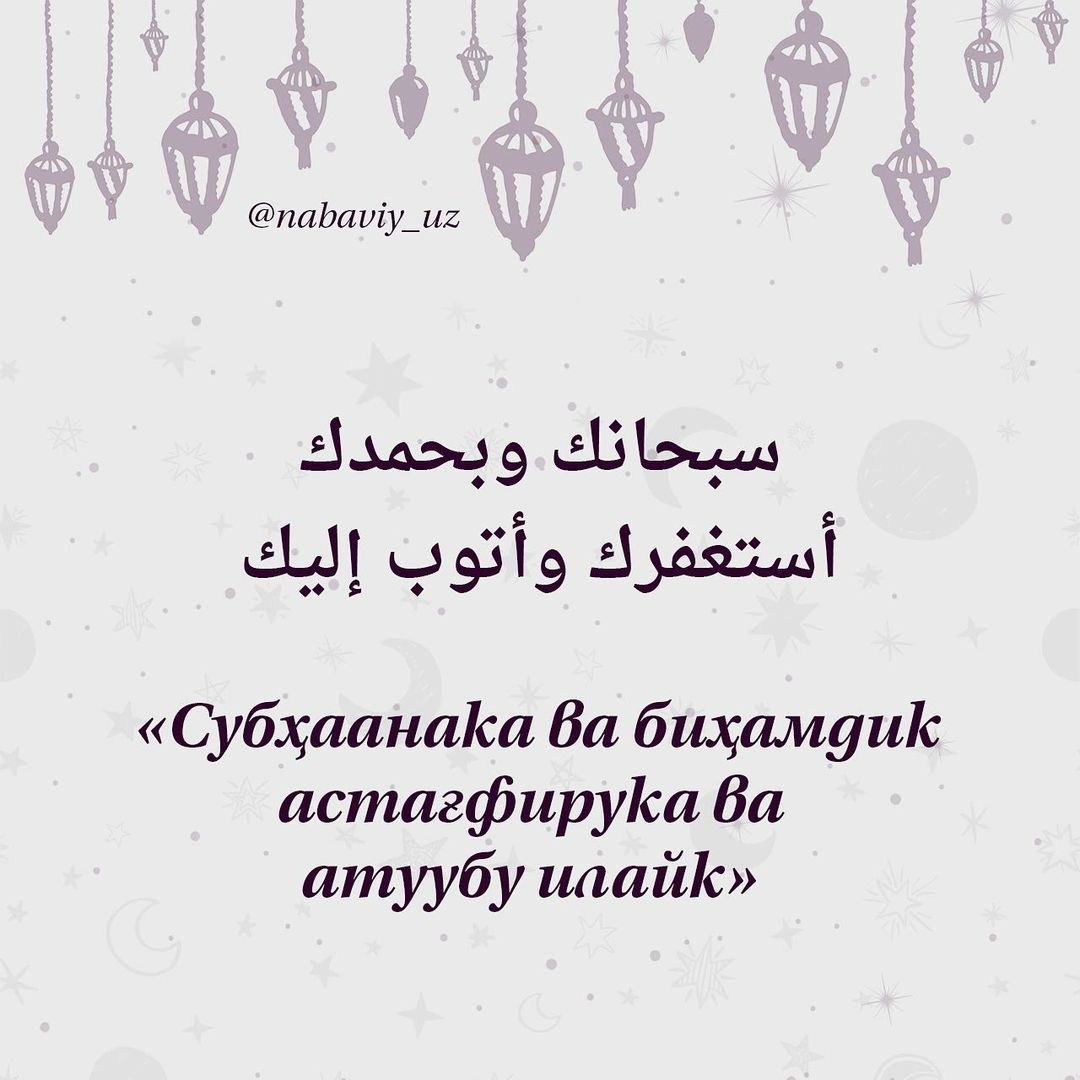 @nabaviy_uz
سبحانك وبحمدك
أستغفرك وأتوب إليك
«Субҳаанака ва биҳамдик
астағфирука ва
атуубу илайк»